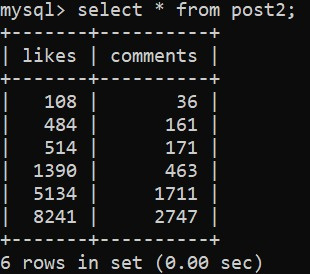 mysql> select * from post2;
+-------+----------+
| likes | comments |
+-------+----------+
|   108 |       36 |
|   484 |      161 |
|   514 |      171 |
|  1390 |      463 |
|  5134 |     1711 |
|  8241 |     2747 |
+-------+----------+
6 rows in set (0.00 sec)